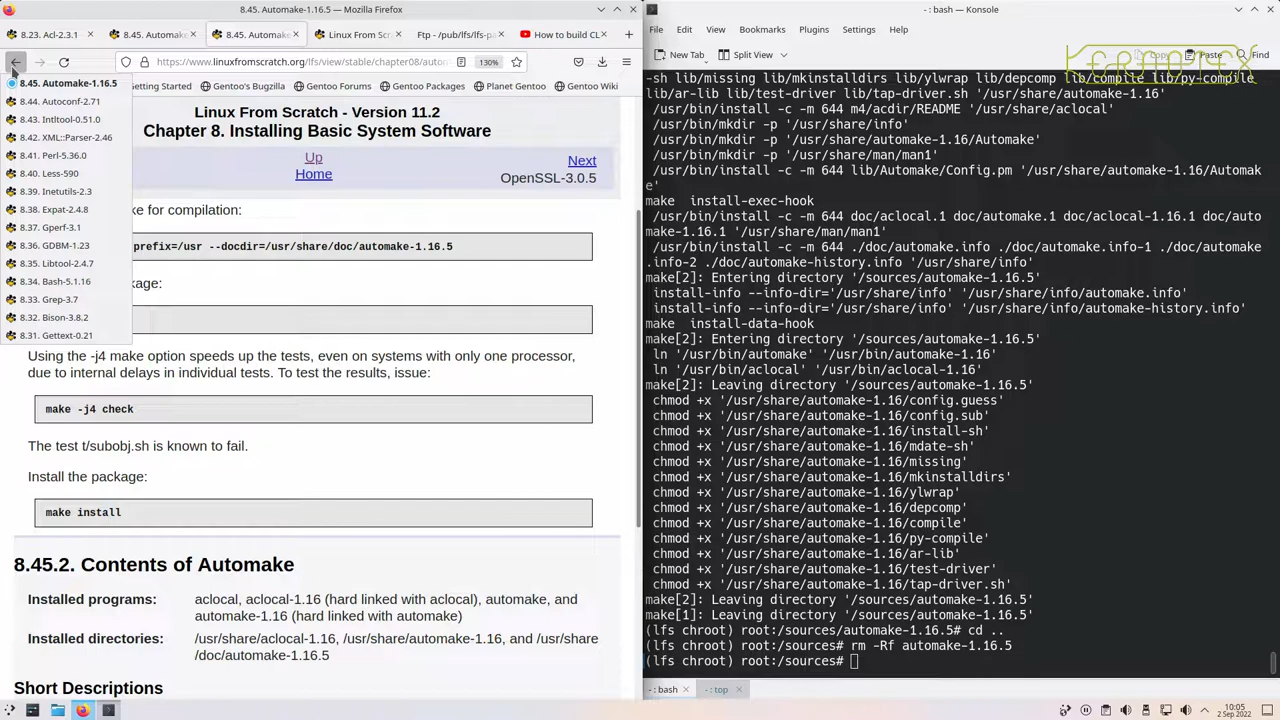 8.45. Automake-1.16.5 — Mozilla Firefox
8.23. Acl-2.3.1
8.45. Automake
8.45. Automake
Linux From Scr
Ftp - /pub/lfs/lfs-pa
How to build CL
https://www.linuxfromscratch.org/lfs/view/stable/chapter08/autom
130%
Getting Started
Gentoo's Bugzilla
Gentoo Forums
Gentoo Packages
Planet Gentoo
Gentoo Wiki
8.45. Automake-1.16.5
8.44. Autoconf-2.71
8.43. Intltool-0.51.0
8.42. XML::Parser-2.46
8.41. Perl-5.36.0
8.40. Less-590
8.39. Inetutils-2.3
8.38. Expat-2.4.8
8.37. Gperf-3.1
8.36. GDBM-1.23
8.35. Libtool-2.4.7
8.34. Bash-5.1.16
8.33. Grep-3.7
8.32. Bison-3.8.2
8.31. Gettext-0.21
Linux From Scratch - Version 11.2
Chapter 8. Installing Basic System Software
Up
Home
Next
OpenSSL-3.0.5
ke for compilation:
prefix=/usr --docdir=/usr/share/doc/automake-1.16.5
kage:
Using the -j4 make option speeds up the tests, even on systems with only one processor,
due to internal delays in individual tests. To test the results, issue:
make -j4 check
The test t/subobj.sh is known to fail.
Install the package:
make install
8.45.2. Contents of Automake
Installed programs: aclocal, aclocal-1.16 (hard linked with aclocal), automake, and
automake-1.16 (hard linked with automake)
Installed directories: /usr/share/aclocal-1.16, /usr/share/automake-1.16, and /usr/share
/doc/automake-1.16.5
Short Descriptions
- : bash — Konsole
File Edit View Bookmarks Plugins Settings Help
New Tab Split View Copy Paste Find
-sh lib/missing lib/mkinstalldirs lib/ylwrap lib/depcomp lib/compile lib/py-compile
lib/ar-lib lib/test-driver lib/tap-driver.sh '/usr/share/automake-1.16'
/usr/bin/install -c -m 644 m4/acdir/README '/usr/share/aclocal'
/usr/bin/mkdir -p '/usr/share/info'
/usr/bin/mkdir -p '/usr/share/automake-1.16/Automake'
/usr/bin/mkdir -p '/usr/share/man/man1'
/usr/bin/install -c -m 644 lib/Automake/Config.pm '/usr/share/automake-1.16/Automak
e'
make  install-exec-hook
/usr/bin/install -c -m 644 doc/aclocal.1 doc/automake.1 doc/aclocal-1.16.1 doc/auto
make-1.16.1 '/usr/share/man/man1'
/usr/bin/install -c -m 644 ./doc/automake.info ./doc/automake.info-1 ./doc/automake
.info-2 ./doc/automake-history.info '/usr/share/info'
make[2]: Entering directory '/sources/automake-1.16.5'
install-info --info-dir='/usr/share/info' '/usr/share/info/automake.info'
install-info --info-dir='/usr/share/info' '/usr/share/info/automake-history.info'
make  install-data-hook
make[2]: Entering directory '/sources/automake-1.16.5'
ln '/usr/bin/automake' '/usr/bin/automake-1.16'
ln '/usr/bin/aclocal' '/usr/bin/aclocal-1.16'
make[2]: Leaving directory '/sources/automake-1.16.5'
chmod +x '/usr/share/automake-1.16/config.guess'
chmod +x '/usr/share/automake-1.16/config.sub'
chmod +x '/usr/share/automake-1.16/install-sh'
chmod +x '/usr/share/automake-1.16/mdate-sh'
chmod +x '/usr/share/automake-1.16/missing'
chmod +x '/usr/share/automake-1.16/mkinstalldirs'
chmod +x '/usr/share/automake-1.16/ylwrap'
chmod +x '/usr/share/automake-1.16/depcomp'
chmod +x '/usr/share/automake-1.16/compile'
chmod +x '/usr/share/automake-1.16/py-compile'
chmod +x '/usr/share/automake-1.16/ar-lib'
chmod +x '/usr/share/automake-1.16/test-driver'
chmod +x '/usr/share/automake-1.16/tap-driver.sh'
make[2]: Leaving directory '/sources/automake-1.16.5'
make[1]: Leaving directory '/sources/automake-1.16.5'
(lfs chroot) root:/sources/automake-1.16.5# cd ..
(lfs chroot) root:/sources# rm -Rf automake-1.16.5
(lfs chroot) root:/sources#
- : bash
- : top
10:05
2 Sep 2022